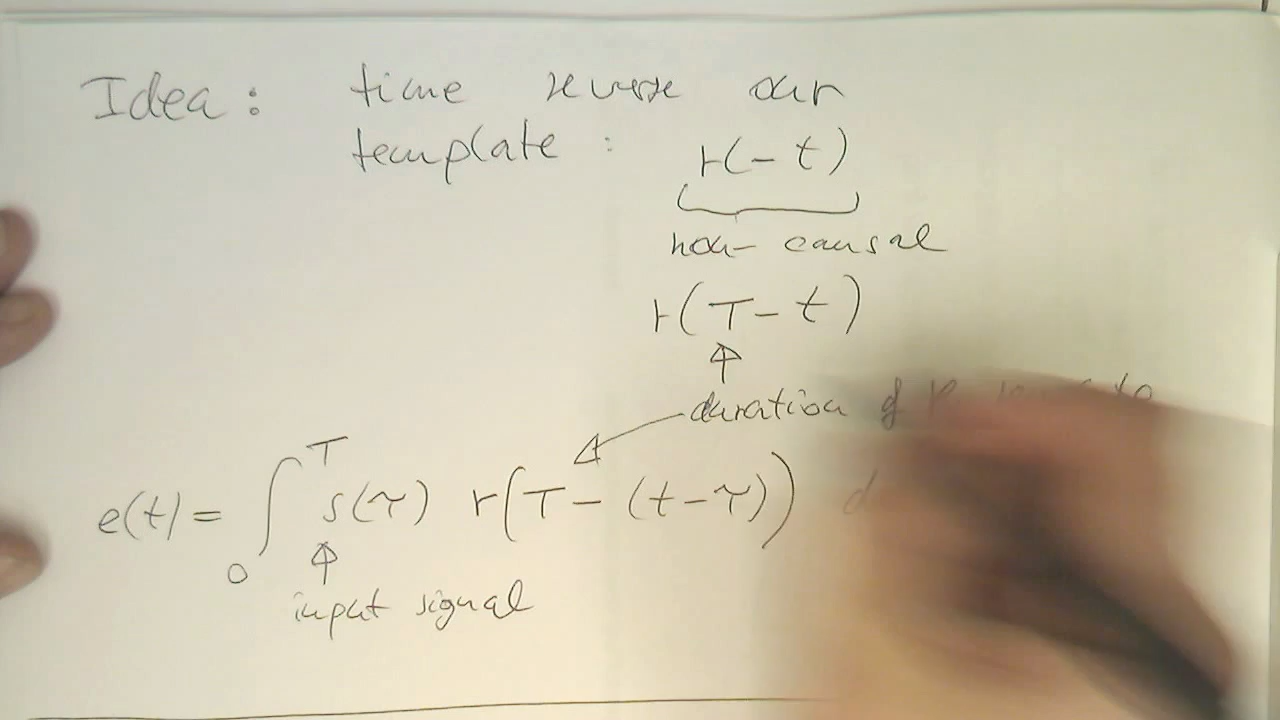 Idea: time reverse our
template: r(-t)
non-causal
r(T-t)
duration of
T
e(t) = ∫ s(τ) r(T-(t-τ)) d
0
input signal